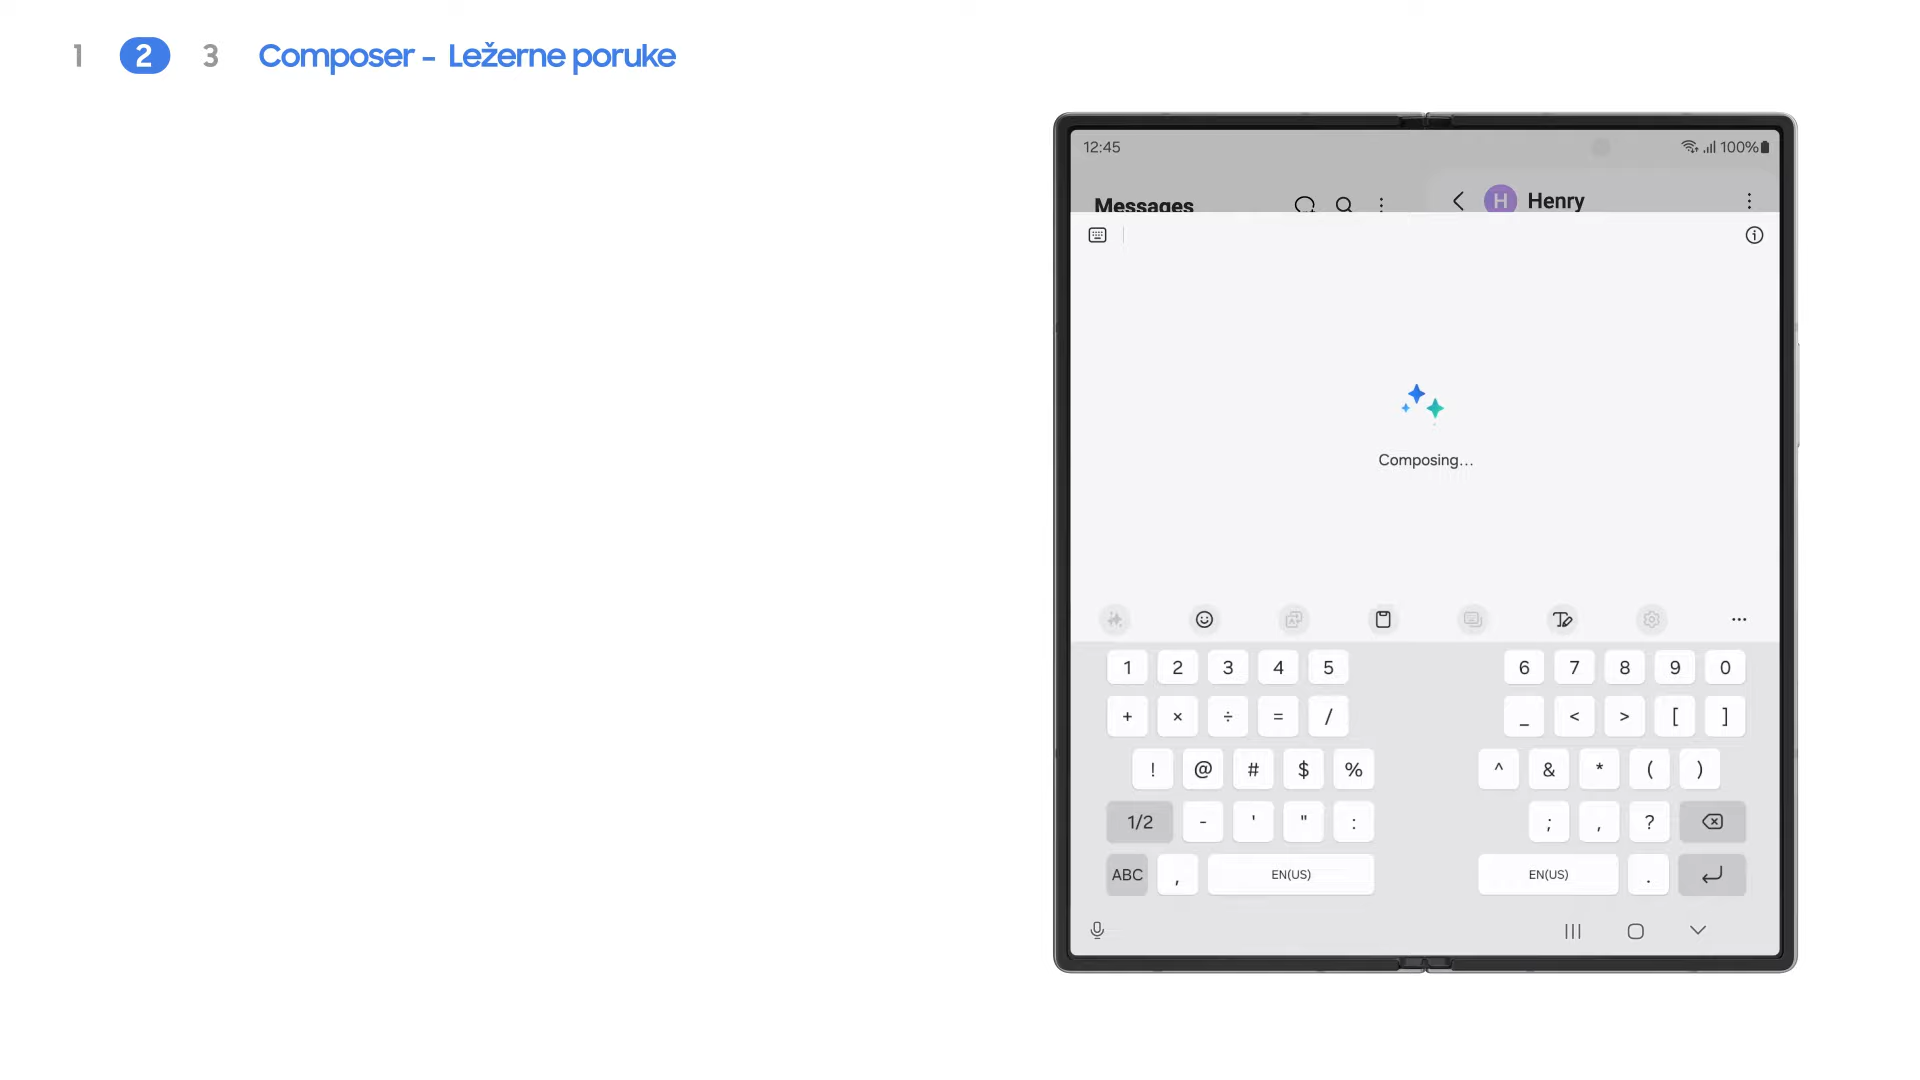 1 2 3 Composer - Ležerne poruke
12:45 100%
Messages H Henry
Composing...
1 2 3 4 5 6 7 8 9 0
+ × ÷ = / _ < > [ ]
! @ # $ % ^ & * ( )
1/2 - ' " : ; , ?
ABC , EN(US) EN(US) .